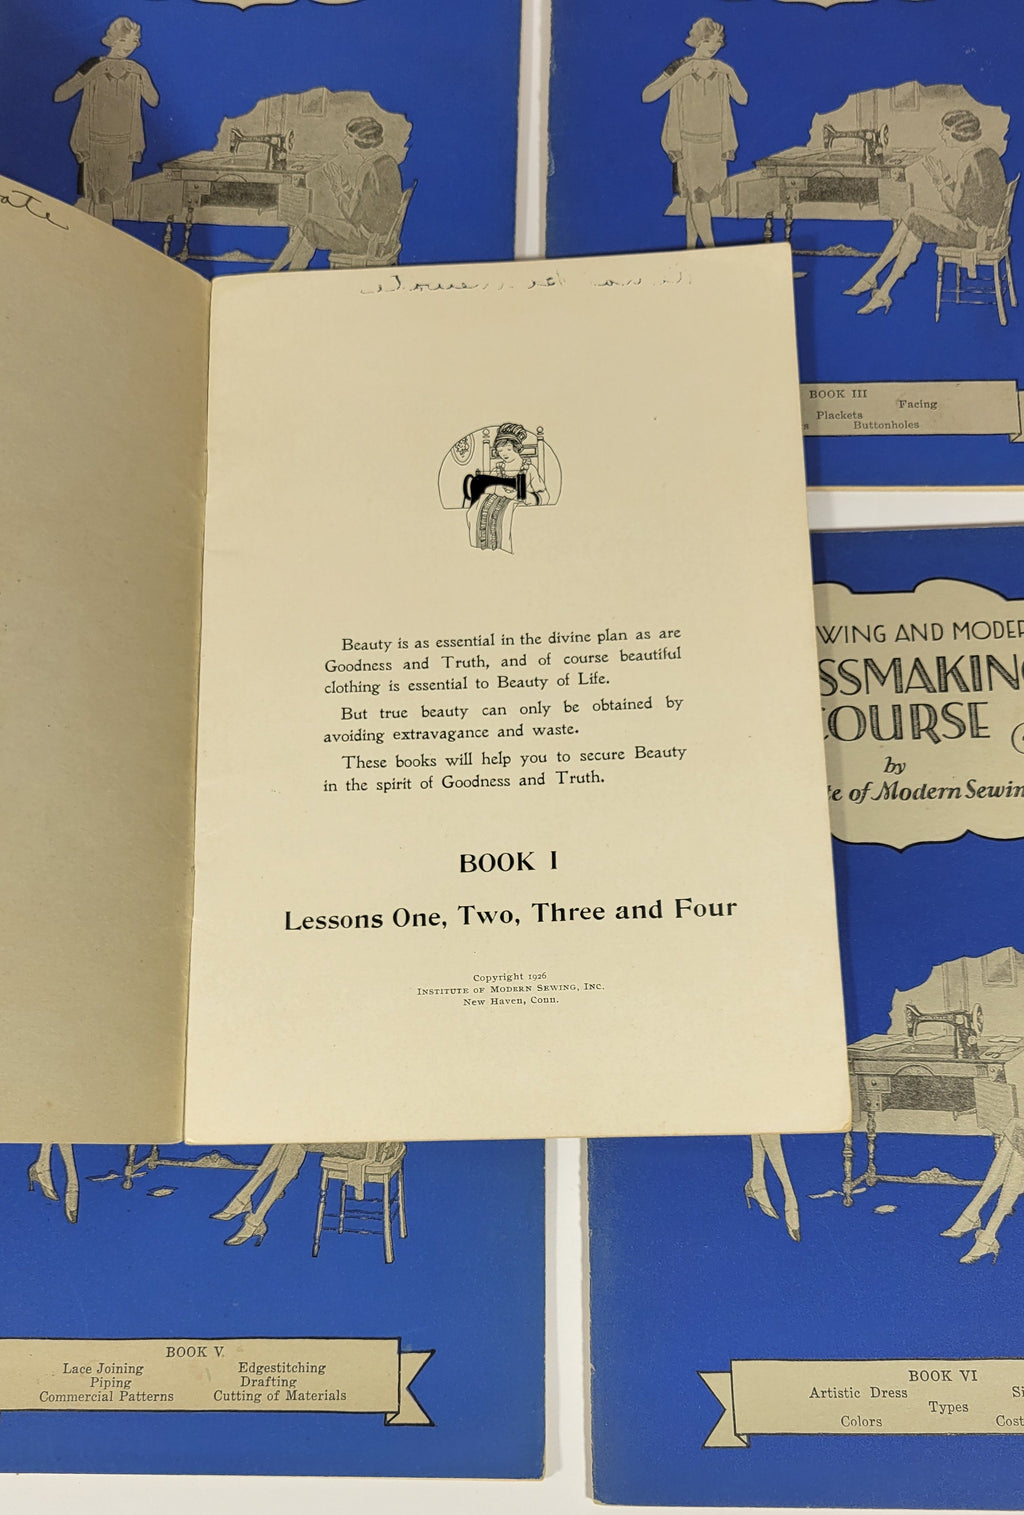 Beauty is as essential in the divine plan as are
Goodness and Truth, and of course beautiful
clothing is essential to Beauty of Life.
But true beauty can only be obtained by
avoiding extravagance and waste.
These books will help you to secure Beauty
in the spirit of Goodness and Truth.
BOOK I
Lessons One, Two, Three and Four
Copyright 1926
INSTITUTE OF MODERN SEWING, INC.
New Haven, Conn.
BOOK III
Facing
Plackets
Buttonholes
WING AND MODER
SSMAKING
COURSE
by
te of Modern Sewin
BOOK V
Lace Joining Edgestitching
Piping Drafting
Commercial Patterns Cutting of Materials
BOOK VI
Artistic Dress Si
Types
Colors Cost